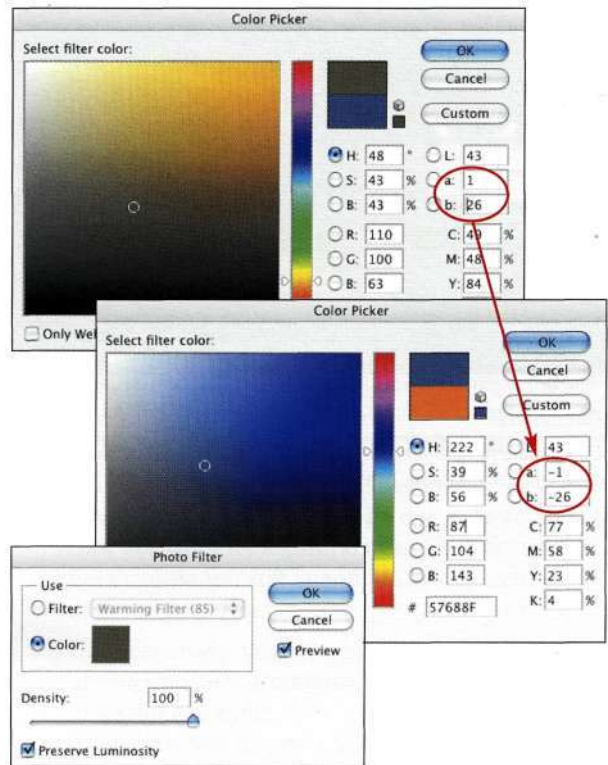 Color Picker
Select filter color:
OK
Cancel
Custom
H: 48 ° L: 43
S: 43 % a: 1
B: 43 % b: 26
R: 110 C: 49 %
G: 100 M: 48 %
B: 63 Y: 84 %
Only We
Color Picker
Select filter color:
OK
Cancel
Custom
H: 222 ° 43
S: 39 % a: -1
B: 56 % b: -26
R: 87 C: 77 %
G: 104 M: 58 %
B: 143 Y: 23 %
# 57688F K: 4 %
Photo Filter
Use
Filter: Warming Filter (85)
Color:
OK
Cancel
Preview
Density: 100 %
Preserve Luminosity